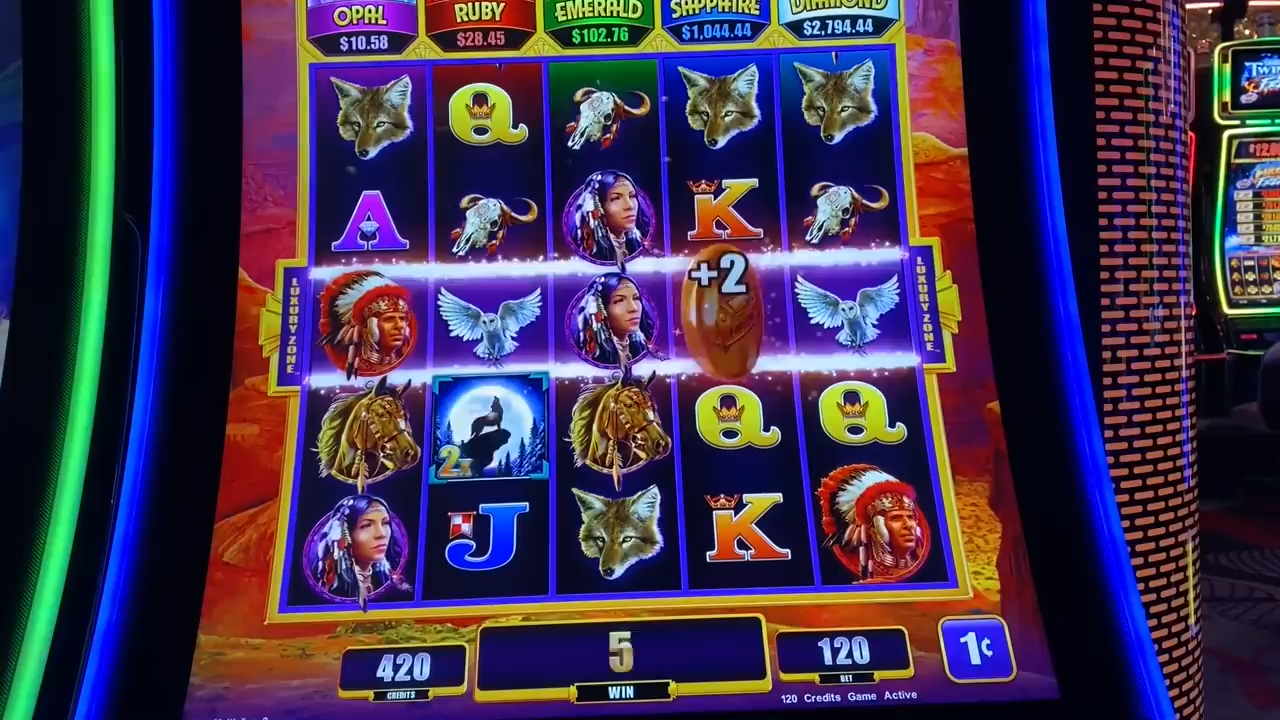 OPAL RUBY EMERALD SAPPHIRE DIAMOND
$10.58 $28.45 $102.76 $1,044.44 $2,794.44
Q
A K
LUXURY ZONE +2 LUXURY ZONE
2x Q Q
J K
420 5 120 1¢
CREDITS WIN BET
120 Credits Game Active